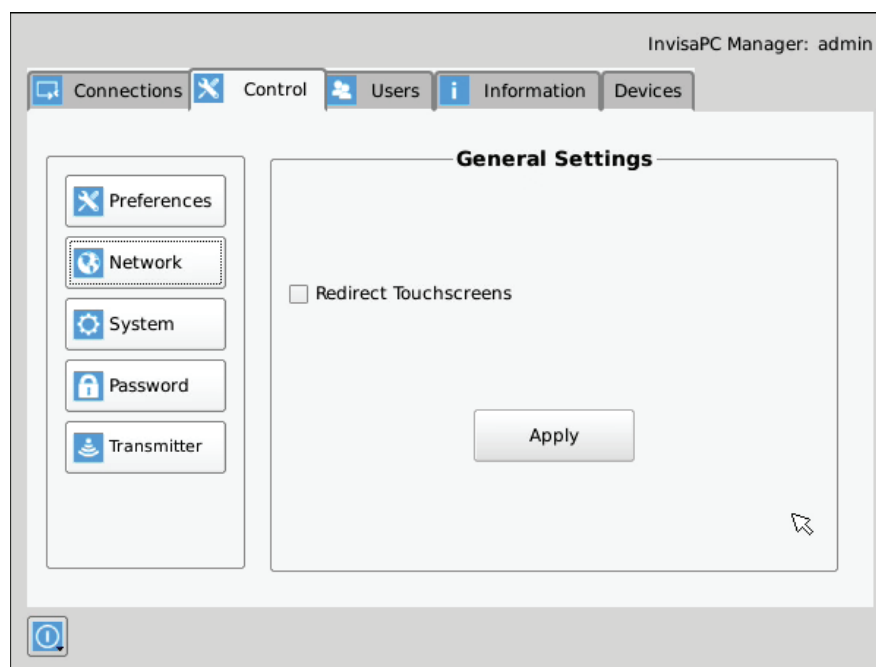 InvisaPC Manager: admin
Connections Control Users Information Devices
General Settings
Preferences
Network
Redirect Touchscreens
System
Password
Apply
Transmitter